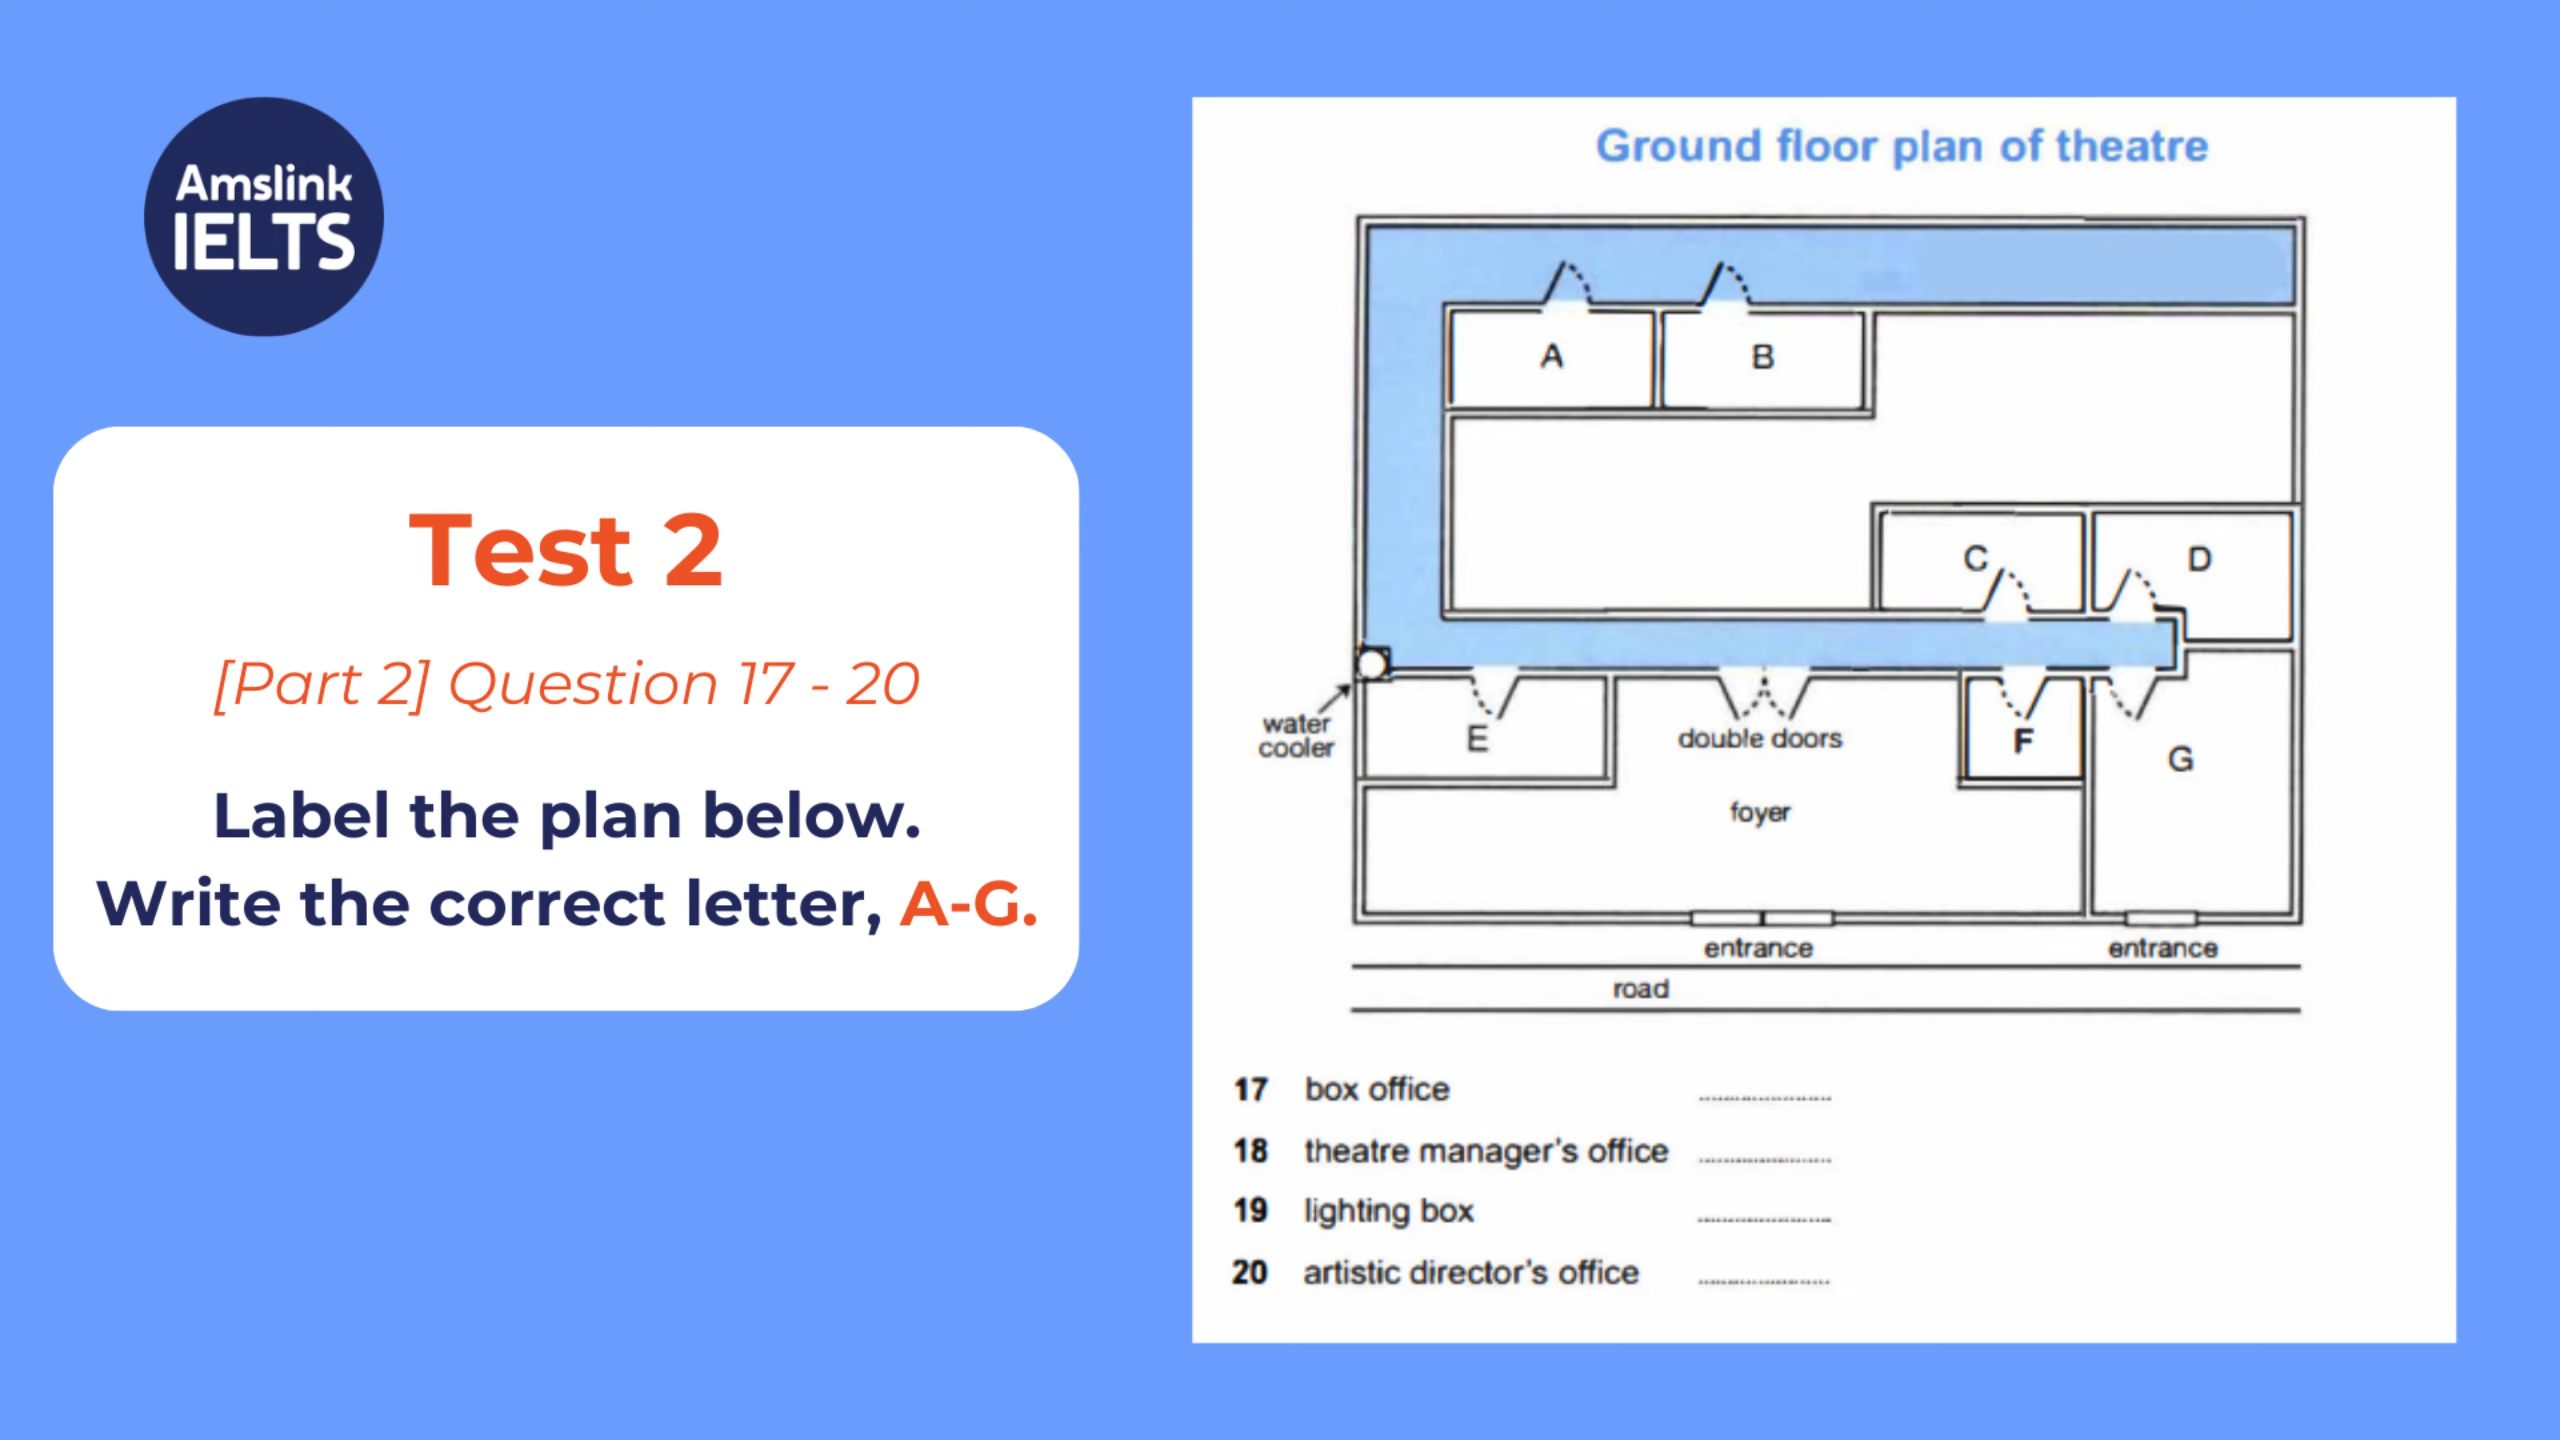 Amslink
IELTS
Test 2
[Part 2] Question 17 - 20
Label the plan below.
Write the correct letter, A-G.
Ground floor plan of theatre
A
B
C
D
water
cooler
E
double doors
F
G
foyer
entrance
entrance
road
17 box office ........................
18 theatre manager's office ........................
19 lighting box ........................
20 artistic director's office ........................